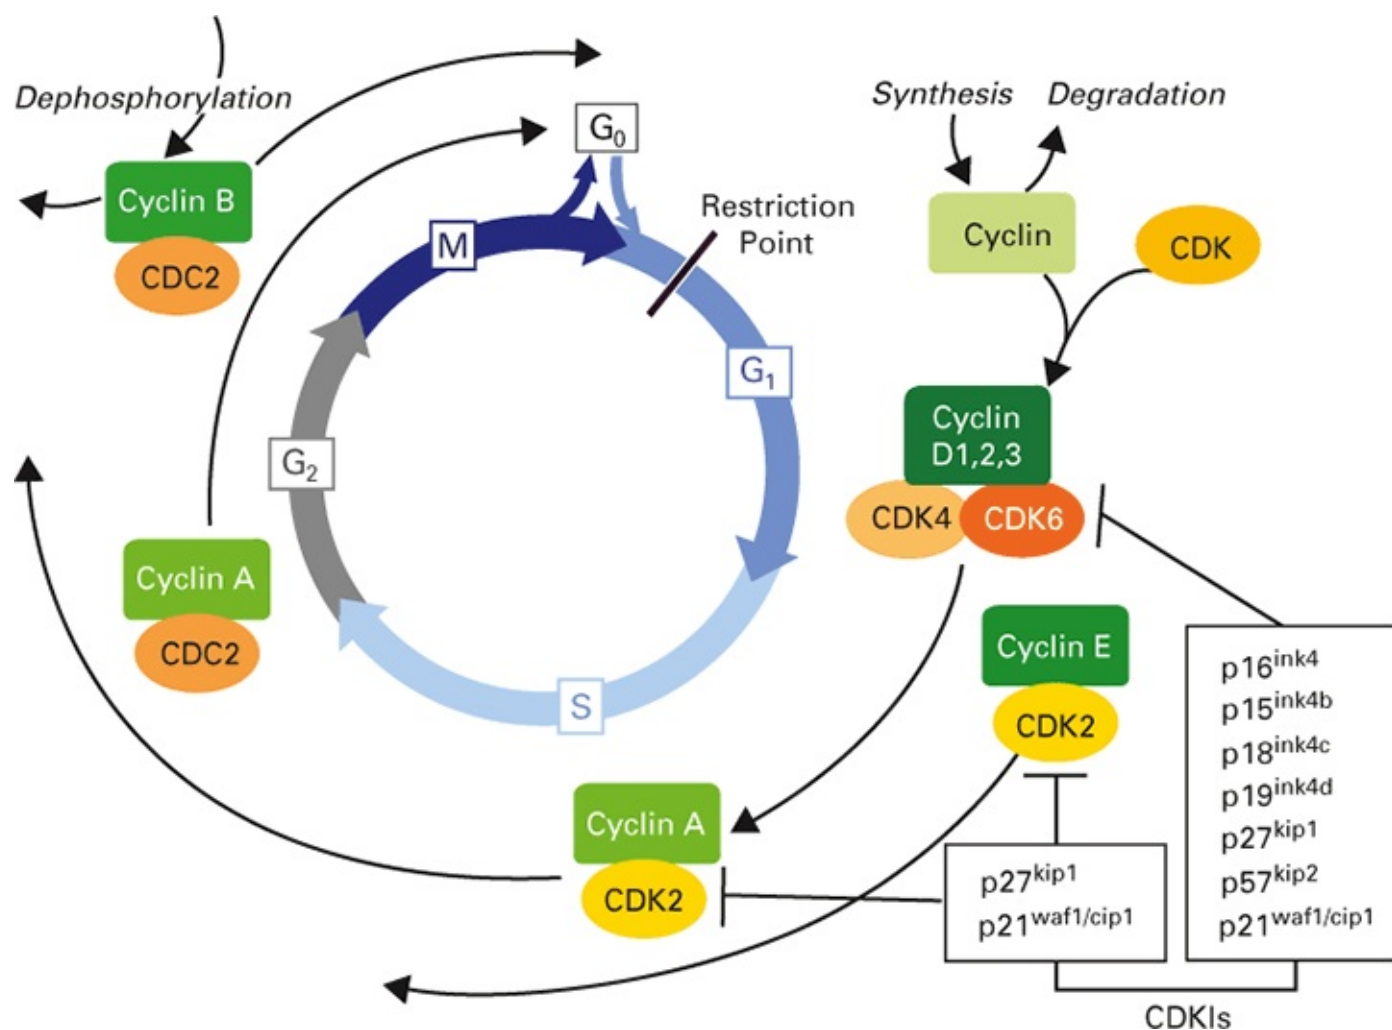 Dephosphorylation
Cyclin B
CDC2
G₀
M
Restriction
Point
G₁
G₂
S
Synthesis Degradation
Cyclin
CDK
Cyclin
D1,2,3
CDK4
CDK6
Cyclin A
CDC2
Cyclin E
CDK2
Cyclin A
CDK2
p27ᵏⁱᵖ¹
p21ʷᵃᶠ¹/ᶜⁱᵖ¹
p16ⁱⁿᵏ⁴
p15ⁱⁿᵏ⁴ᵇ
p18ⁱⁿᵏ⁴ᶜ
p19ⁱⁿᵏ⁴ᵈ
p27ᵏⁱᵖ¹
p57ᵏⁱᵖ²
p21ʷᵃᶠ¹/ᶜⁱᵖ¹
CDKIs